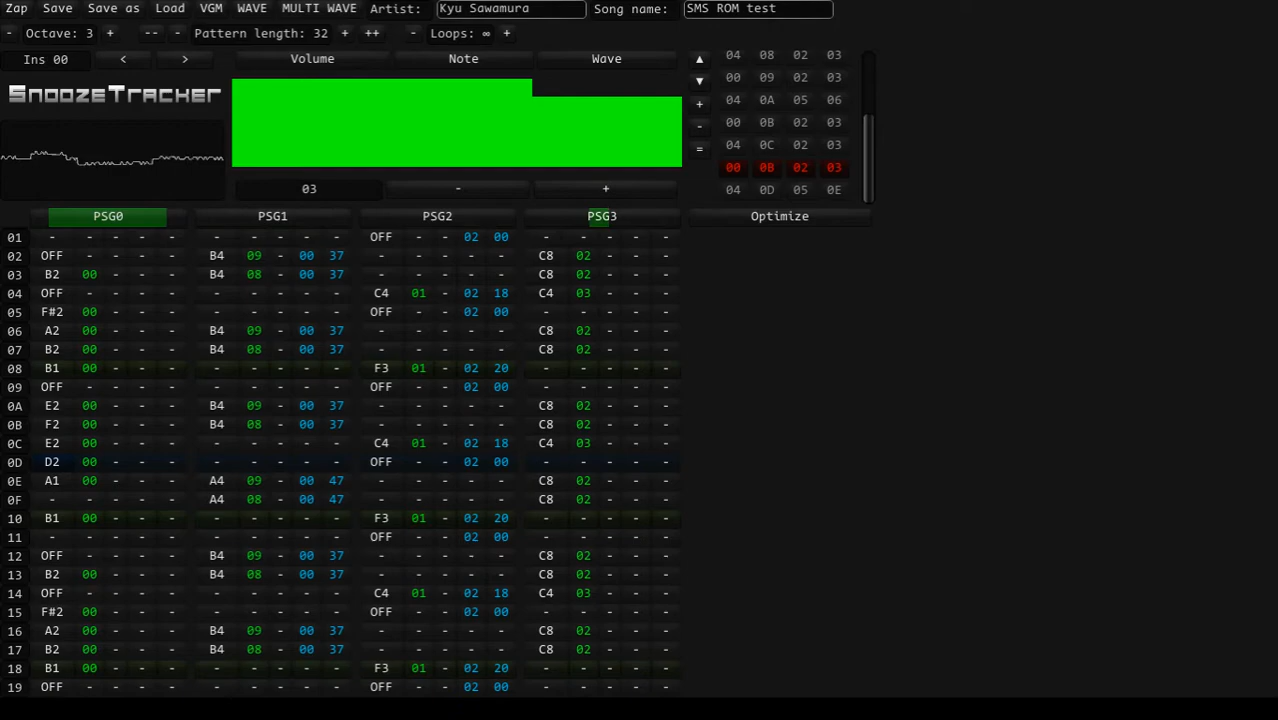 Zap Save Save as Load VGM WAVE MULTI WAVE Artist: Kyu Sawamura Song name: SMS ROM test
- Octave: 3 + -- - Pattern length: 32 + ++ - Loops: ∞ +
Ins 00 < > Volume Note Wave ▲ 04 08 02 03
▼ 00 09 02 03
SnoozeTracker + 04 0A 05 06
- 00 0B 02 03
= 04 0C 02 03
00 0B 02 03
03 - + 04 0D 05 0E
PSG0 PSG1 PSG2 PSG3 Optimize
01 - - - - - - - - - - OFF - - 02 00 - - - - -
02 OFF - - - - B4 09 - 00 37 - - - - - C8 02 - - -
03 B2 00 - - - B4 08 - 00 37 - - - - - C8 02 - - -
04 OFF - - - - - - - - - C4 01 - 02 18 C4 03 - - -
05 F#2 00 - - - - - - - - OFF - - 02 00 - - - - -
06 A2 00 - - - B4 09 - 00 37 - - - - - C8 02 - - -
07 B2 00 - - - B4 08 - 00 37 - - - - - C8 02 - - -
08 B1 00 - - - - - - - - F3 01 - 02 20 - - - - -
09 OFF - - - - - - - - - OFF - - 02 00 - - - - -
0A E2 00 - - - B4 09 - 00 37 - - - - - C8 02 - - -
0B F2 00 - - - B4 08 - 00 37 - - - - - C8 02 - - -
0C E2 00 - - - - - - - - C4 01 - 02 18 C4 03 - - -
0D D2 00 - - - - - - - - OFF - - 02 00 - - - - -
0E A1 00 - - - A4 09 - 00 47 - - - - - C8 02 - - -
0F - - - - - A4 08 - 00 47 - - - - - C8 02 - - -
10 B1 00 - - - - - - - - F3 01 - 02 20 - - - - -
11 - - - - - - - - - - OFF - - 02 00 - - - - -
12 OFF - - - - B4 09 - 00 37 - - - - - C8 02 - - -
13 B2 00 - - - B4 08 - 00 37 - - - - - C8 02 - - -
14 OFF - - - - - - - - - C4 01 - 02 18 C4 03 - - -
15 F#2 00 - - - - - - - - OFF - - 02 00 - - - - -
16 A2 00 - - - B4 09 - 00 37 - - - - - C8 02 - - -
17 B2 00 - - - B4 08 - 00 37 - - - - - C8 02 - - -
18 B1 00 - - - - - - - - F3 01 - 02 20 - - - - -
19 OFF - - - - - - - - - OFF - - 02 00 - - - - -